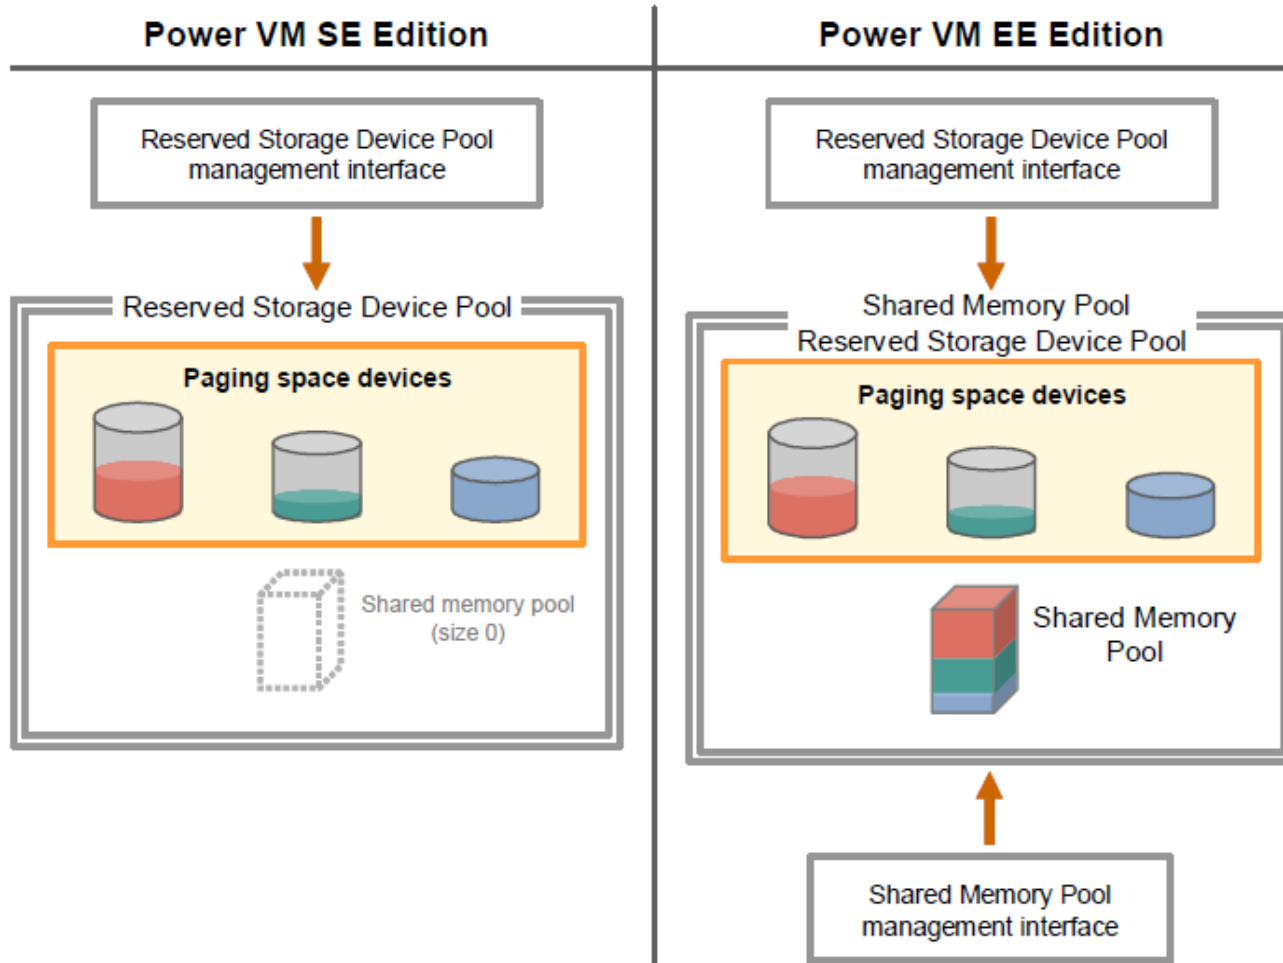 Power VM SE Edition
Reserved Storage Device Pool
management interface
Reserved Storage Device Pool
Paging space devices
Shared memory pool
(size 0)
Power VM EE Edition
Reserved Storage Device Pool
management interface
Shared Memory Pool
Reserved Storage Device Pool
Paging space devices
Shared Memory
Pool
Shared Memory Pool
management interface